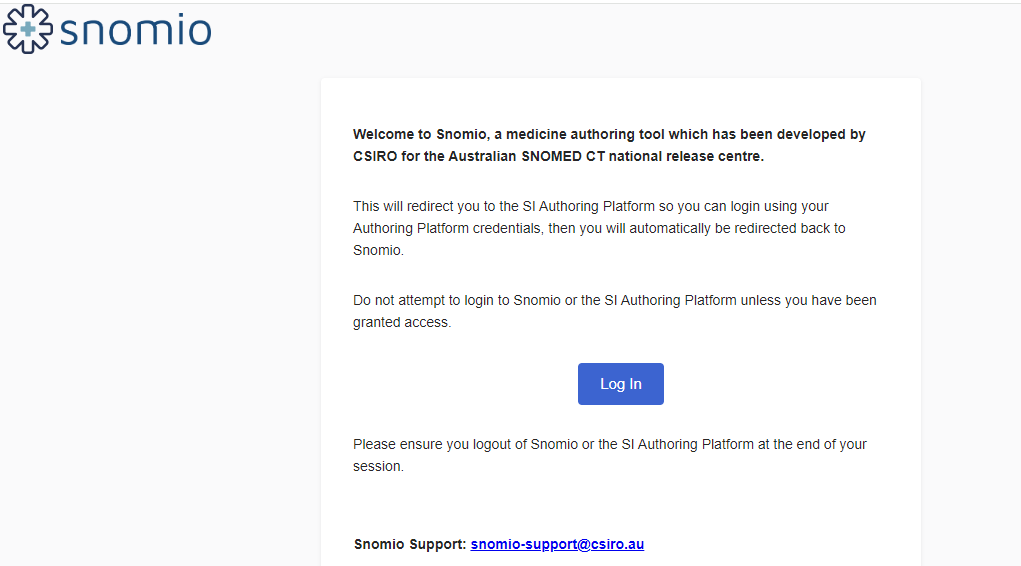 snomio
Welcome to Snomio, a medicine authoring tool which has been developed by
CSIRO for the Australian SNOMED CT national release centre.
This will redirect you to the SI Authoring Platform so you can login using your
Authoring Platform credentials, then you will automatically be redirected back to
Snomio.
Do not attempt to login to Snomio or the SI Authoring Platform unless you have been
granted access.
Log In
Please ensure you logout of Snomio or the SI Authoring Platform at the end of your
session.
Snomio Support: snomio-support@csiro.au